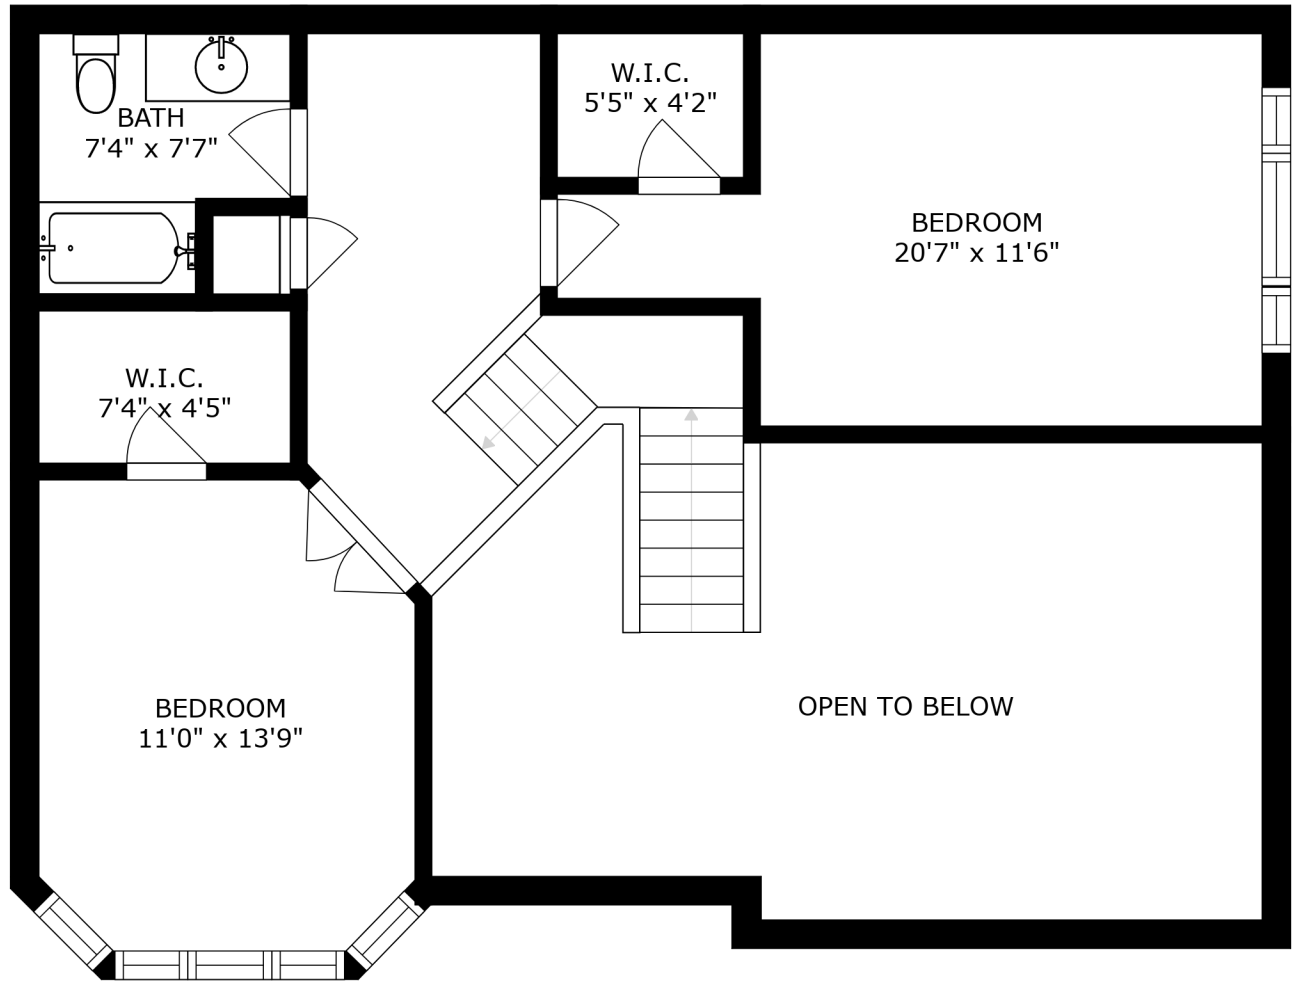 W.I.C.
5'5" x 4'2"
BATH
7'4" x 7'7"
BEDROOM
20'7" x 11'6"
W.I.C.
7'4" x 4'5"
BEDROOM
11'0" x 13'9"
OPEN TO BELOW